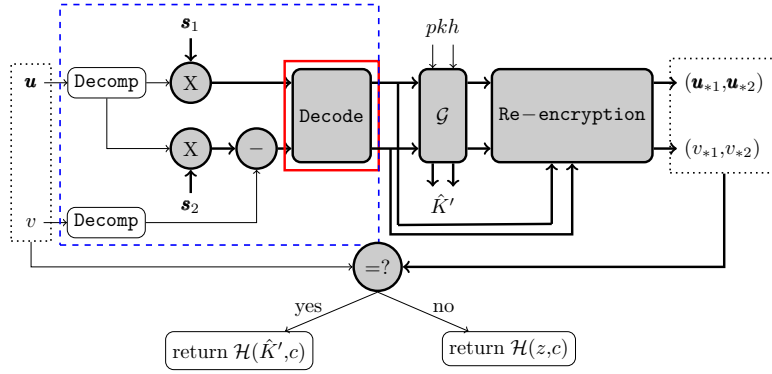 𝒔₁
pkh
𝒖
Decomp
X
Decode
𝒢
Re−encryption
(𝒖∗₁,𝒖∗₂)
X
−
(v∗₁,v∗₂)
𝒔₂
K̂′
v
Decomp
=?
yes
no
return ℋ(K̂′,c)
return ℋ(z,c)